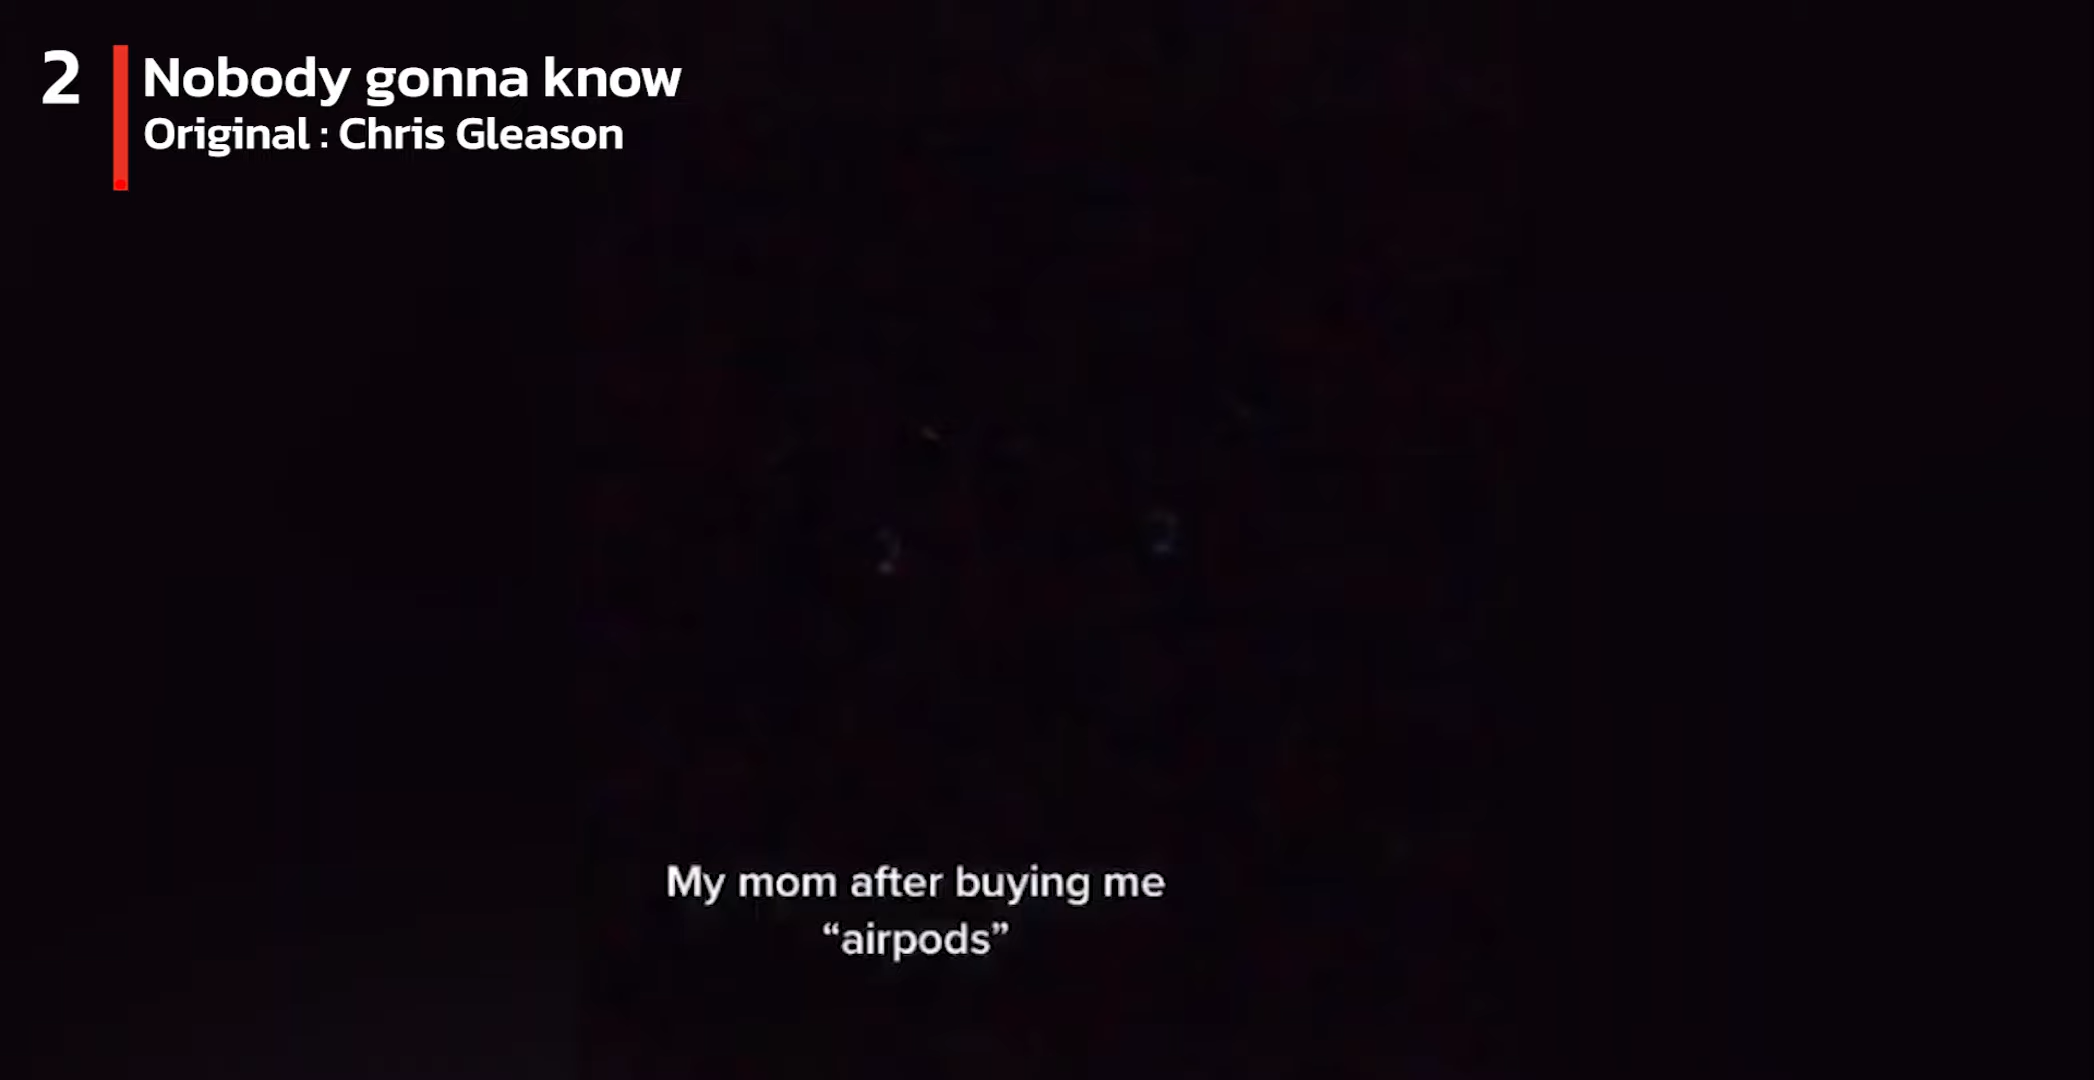 2
Nobody gonna know
Original : Chris Gleason
My mom after buying me
“airpods”